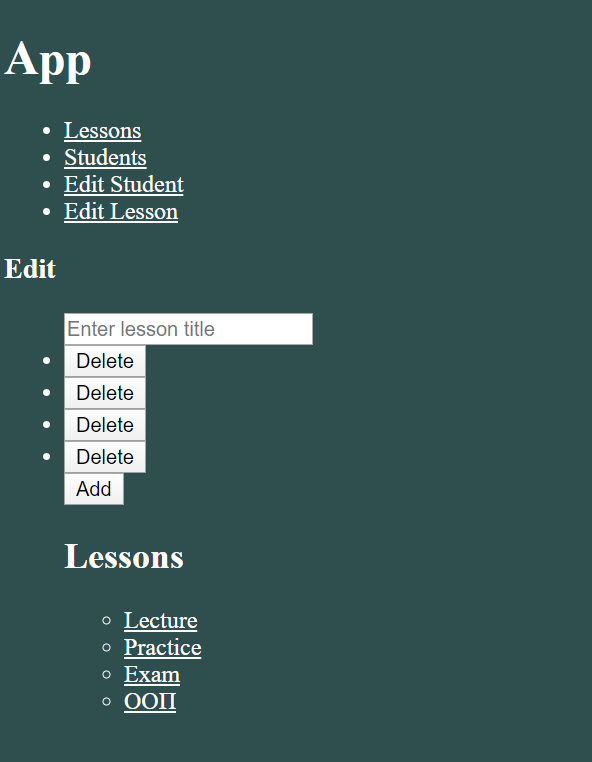 App
Lessons
Students
Edit Student
Edit Lesson
Edit
Enter lesson title
Delete
Delete
Delete
Delete
Add
Lessons
Lecture
Practice
Exam
ООП